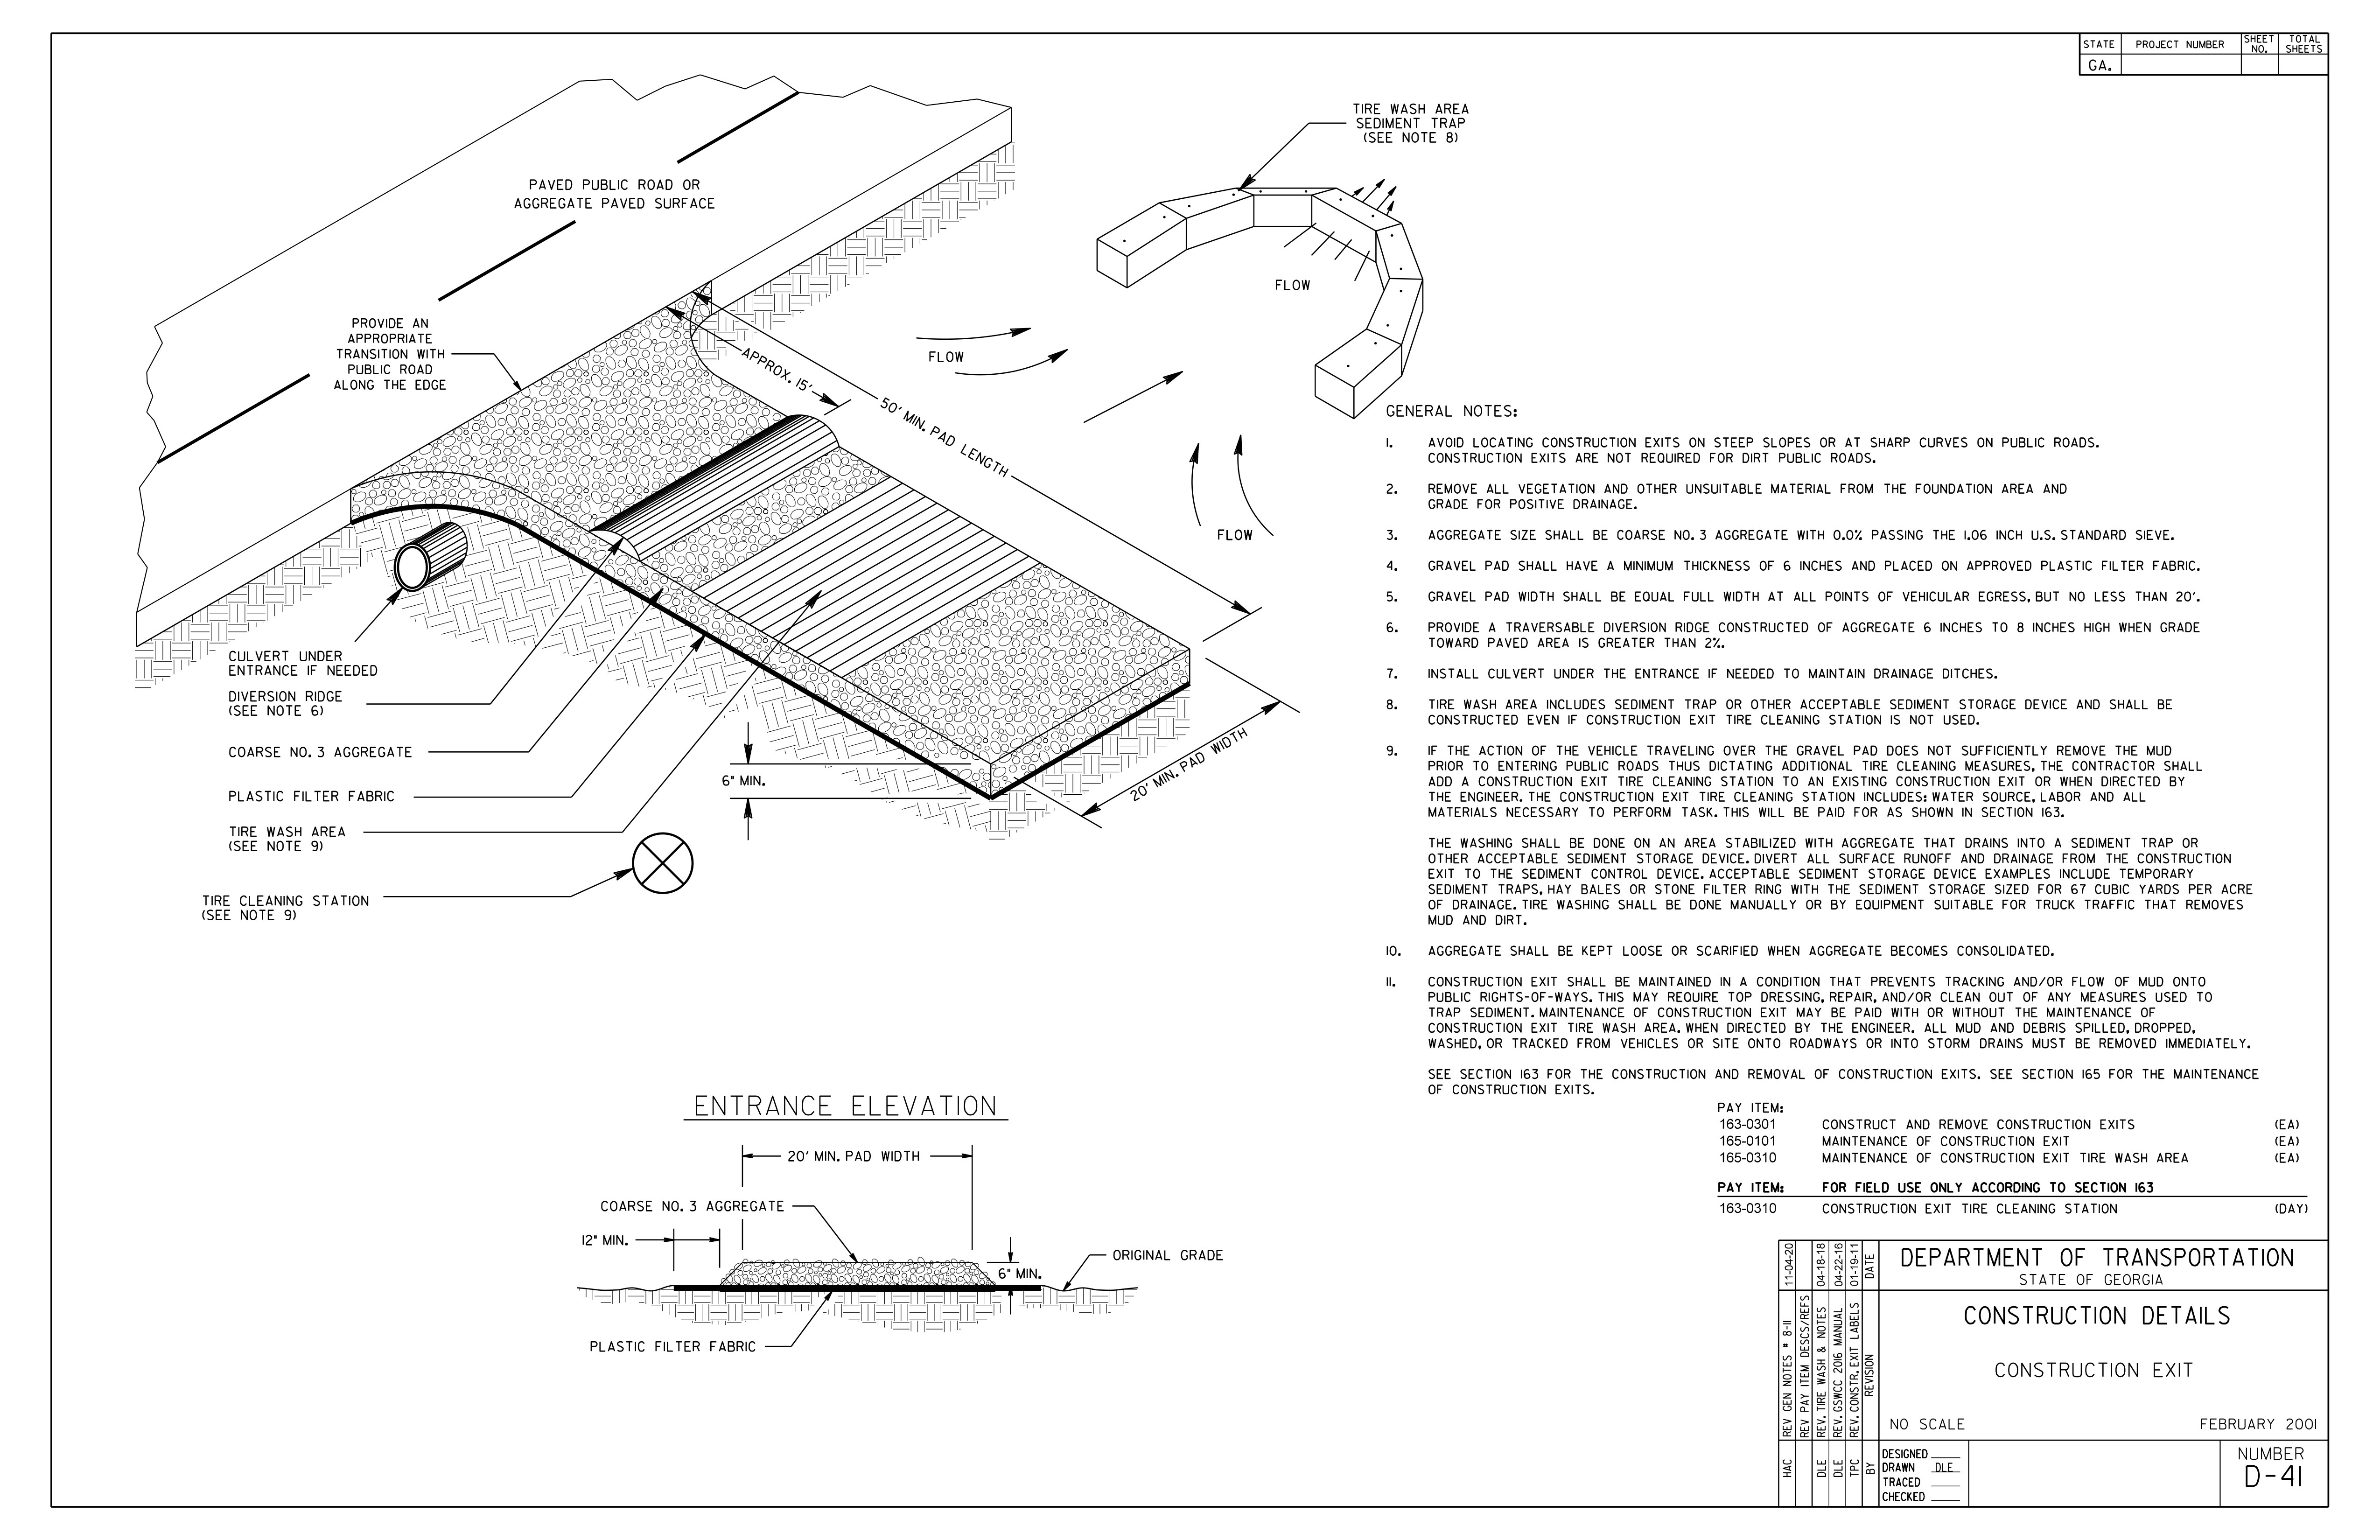 STATE
PROJECT NUMBER
SHEET NO.
TOTAL SHEETS
GA.
TIRE WASH AREA
SEDIMENT TRAP
(SEE NOTE 8)
PAVED PUBLIC ROAD OR
AGGREGATE PAVED SURFACE
FLOW
PROVIDE AN
APPROPRIATE
TRANSITION WITH
PUBLIC ROAD
ALONG THE EDGE
APPROX. 15'
50' MIN. PAD LENGTH
FLOW
FLOW
CULVERT UNDER
ENTRANCE IF NEEDED
DIVERSION RIDGE
(SEE NOTE 6)
COARSE NO. 3 AGGREGATE
PLASTIC FILTER FABRIC
TIRE WASH AREA
(SEE NOTE 9)
TIRE CLEANING STATION
(SEE NOTE 9)
6" MIN.
20' MIN. PAD WIDTH
GENERAL NOTES:
1. AVOID LOCATING CONSTRUCTION EXITS ON STEEP SLOPES OR AT SHARP CURVES ON PUBLIC ROADS.
CONSTRUCTION EXITS ARE NOT REQUIRED FOR DIRT PUBLIC ROADS.
2. REMOVE ALL VEGETATION AND OTHER UNSUITABLE MATERIAL FROM THE FOUNDATION AREA AND
GRADE FOR POSITIVE DRAINAGE.
3. AGGREGATE SIZE SHALL BE COARSE NO. 3 AGGREGATE WITH 0.0% PASSING THE 1.06 INCH U.S. STANDARD SIEVE.
4. GRAVEL PAD SHALL HAVE A MINIMUM THICKNESS OF 6 INCHES AND PLACED ON APPROVED PLASTIC FILTER FABRIC.
5. GRAVEL PAD WIDTH SHALL BE EQUAL FULL WIDTH AT ALL POINTS OF VEHICULAR EGRESS, BUT NO LESS THAN 20'.
6. PROVIDE A TRAVERSABLE DIVERSION RIDGE CONSTRUCTED OF AGGREGATE 6 INCHES TO 8 INCHES HIGH WHEN GRADE
TOWARD PAVED AREA IS GREATER THAN 2%.
7. INSTALL CULVERT UNDER THE ENTRANCE IF NEEDED TO MAINTAIN DRAINAGE DITCHES.
8. TIRE WASH AREA INCLUDES SEDIMENT TRAP OR OTHER ACCEPTABLE SEDIMENT STORAGE DEVICE AND SHALL BE
CONSTRUCTED EVEN IF CONSTRUCTION EXIT TIRE CLEANING STATION IS NOT USED.
9. IF THE ACTION OF THE VEHICLE TRAVELING OVER THE GRAVEL PAD DOES NOT SUFFICIENTLY REMOVE THE MUD
PRIOR TO ENTERING PUBLIC ROADS THUS DICTATING ADDITIONAL TIRE CLEANING MEASURES, THE CONTRACTOR SHALL
ADD A CONSTRUCTION EXIT TIRE CLEANING STATION TO AN EXISTING CONSTRUCTION EXIT OR WHEN DIRECTED BY
THE ENGINEER. THE CONSTRUCTION EXIT TIRE CLEANING STATION INCLUDES: WATER SOURCE, LABOR AND ALL
MATERIALS NECESSARY TO PERFORM TASK. THIS WILL BE PAID FOR AS SHOWN IN SECTION 163.
THE WASHING SHALL BE DONE ON AN AREA STABILIZED WITH AGGREGATE THAT DRAINS INTO A SEDIMENT TRAP OR
OTHER ACCEPTABLE SEDIMENT STORAGE DEVICE. DIVERT ALL SURFACE RUNOFF AND DRAINAGE FROM THE CONSTRUCTION
EXIT TO THE SEDIMENT CONTROL DEVICE. ACCEPTABLE SEDIMENT STORAGE DEVICE EXAMPLES INCLUDE TEMPORARY
SEDIMENT TRAPS, HAY BALES OR STONE FILTER RING WITH THE SEDIMENT STORAGE SIZED FOR 67 CUBIC YARDS PER ACRE
OF DRAINAGE. TIRE WASHING SHALL BE DONE MANUALLY OR BY EQUIPMENT SUITABLE FOR TRUCK TRAFFIC THAT REMOVES
MUD AND DIRT.
10. AGGREGATE SHALL BE KEPT LOOSE OR SCARIFIED WHEN AGGREGATE BECOMES CONSOLIDATED.
11. CONSTRUCTION EXIT SHALL BE MAINTAINED IN A CONDITION THAT PREVENTS TRACKING AND/OR FLOW OF MUD ONTO
PUBLIC RIGHTS-OF-WAYS. THIS MAY REQUIRE TOP DRESSING, REPAIR, AND/OR CLEAN OUT OF ANY MEASURES USED TO
TRAP SEDIMENT. MAINTENANCE OF CONSTRUCTION EXIT MAY BE PAID WITH OR WITHOUT THE MAINTENANCE OF
CONSTRUCTION EXIT TIRE WASH AREA. WHEN DIRECTED BY THE ENGINEER. ALL MUD AND DEBRIS SPILLED, DROPPED,
WASHED, OR TRACKED FROM VEHICLES OR SITE ONTO ROADWAYS OR INTO STORM DRAINS MUST BE REMOVED IMMEDIATELY.
SEE SECTION 163 FOR THE CONSTRUCTION AND REMOVAL OF CONSTRUCTION EXITS. SEE SECTION 165 FOR THE MAINTENANCE
OF CONSTRUCTION EXITS.
PAY ITEM:
163-0301 CONSTRUCT AND REMOVE CONSTRUCTION EXITS (EA)
165-0101 MAINTENANCE OF CONSTRUCTION EXIT (EA)
165-0310 MAINTENANCE OF CONSTRUCTION EXIT TIRE WASH AREA (EA)
PAY ITEM: FOR FIELD USE ONLY ACCORDING TO SECTION 163
163-0310 CONSTRUCTION EXIT TIRE CLEANING STATION (DAY)
ENTRANCE ELEVATION
20' MIN. PAD WIDTH
COARSE NO. 3 AGGREGATE
12" MIN.
6" MIN.
ORIGINAL GRADE
PLASTIC FILTER FABRIC
HAC REV GEN NOTES # 8-11 11-04-20
REV PAY ITEM DESCS/REFS
DLE REV. TIRE WASH & NOTES 04-18-18
DLE REV. GSWCC 2016 MANUAL 04-22-16
TPC REV. CONSTR. EXIT LABELS 01-19-11
BY REVISION DATE
DEPARTMENT OF TRANSPORTATION
STATE OF GEORGIA
CONSTRUCTION DETAILS
CONSTRUCTION EXIT
NO SCALE
FEBRUARY 2001
DESIGNED
DRAWN DLE
TRACED
CHECKED
NUMBER
D-41